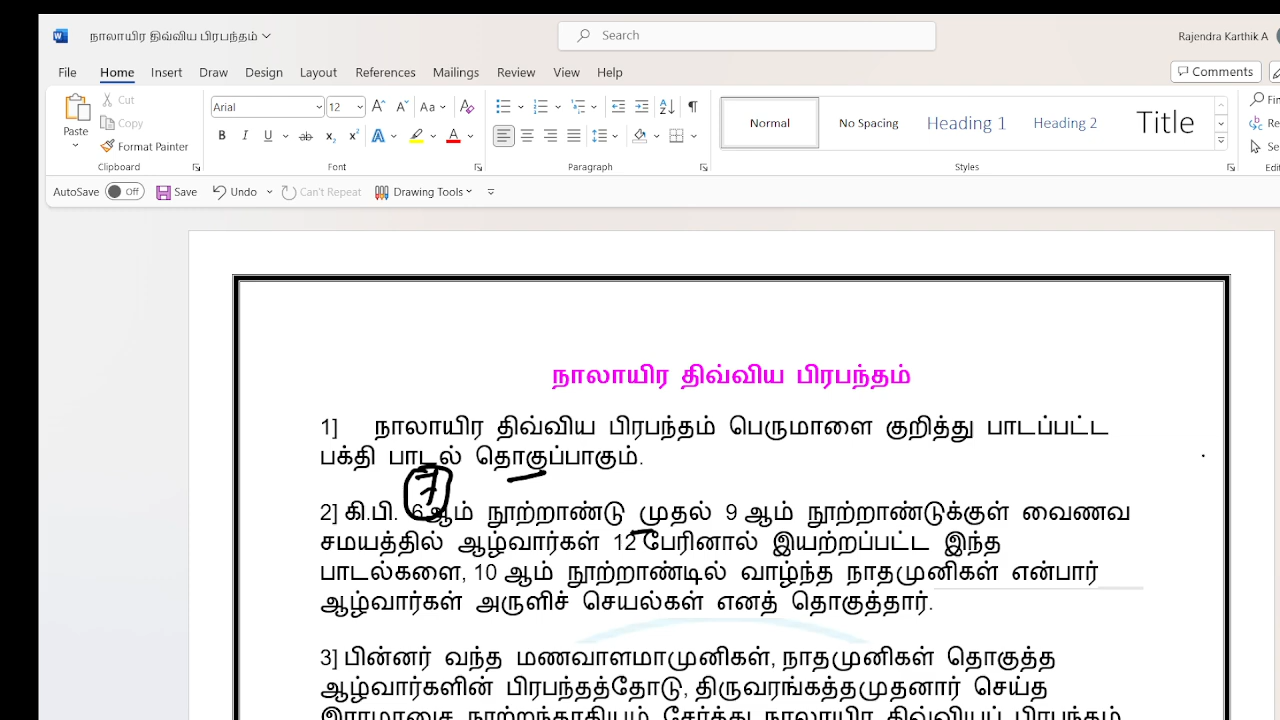 நாலாயிர திவ்விய பிரபந்தம்
Search
Rajendra Karthik A
File Home Insert Draw Design Layout References Mailings Review View Help
Comments
Paste
Cut
Copy
Format Painter
Clipboard
Arial 12
Font
Paragraph
Normal
No Spacing
Heading 1
Heading 2
Title
Styles
AutoSave Off Save Undo Can't Repeat Drawing Tools
நாலாயிர திவ்விய பிரபந்தம்
1] நாலாயிர திவ்விய பிரபந்தம் பெருமாளை குறித்து பாடப்பட்ட
பக்தி பாடல் தொகுப்பாகும்.
7
2] கி.பி. 6 ஆம் நூற்றாண்டு முதல் 9 ஆம் நூற்றாண்டுக்குள் வைணவ
சமயத்தில் ஆழ்வார்கள் 12 பேரினால் இயற்றப்பட்ட இந்த
பாடல்களை, 10 ஆம் நூற்றாண்டில் வாழ்ந்த நாதமுனிகள் என்பார்
ஆழ்வார்கள் அருளிச் செயல்கள் எனத் தொகுத்தார்.
3] பின்னர் வந்த மணவாளமாமுனிகள், நாதமுனிகள் தொகுத்த
ஆழ்வார்களின் பிரபந்தத்தோடு, திருவரங்கத்தமுதனார் செய்த
இராமானுச நூற்றந்தாதியும் சேர்த்து நாலாயிர திவ்வியப் பிரபந்தம்